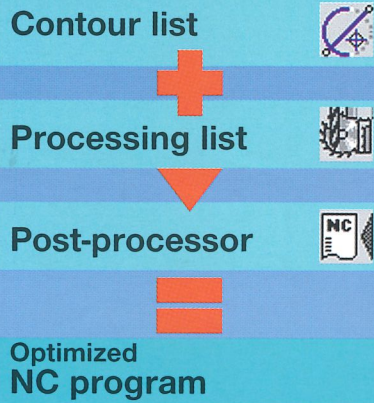 Contour list
Processing list
Post-processor
NC
Optimized
NC program